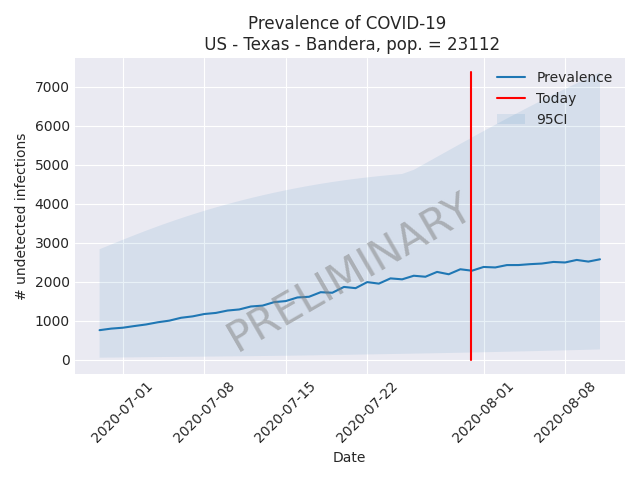 Prevalence of COVID-19
US - Texas - Bandera, pop. = 23112
Prevalence
Today
95CI
7000
6000
5000
4000
3000
2000
1000
0
# undetected infections
PRELIMINARY
2020-07-01
2020-07-08
2020-07-15
2020-07-22
2020-08-01
2020-08-08
Date